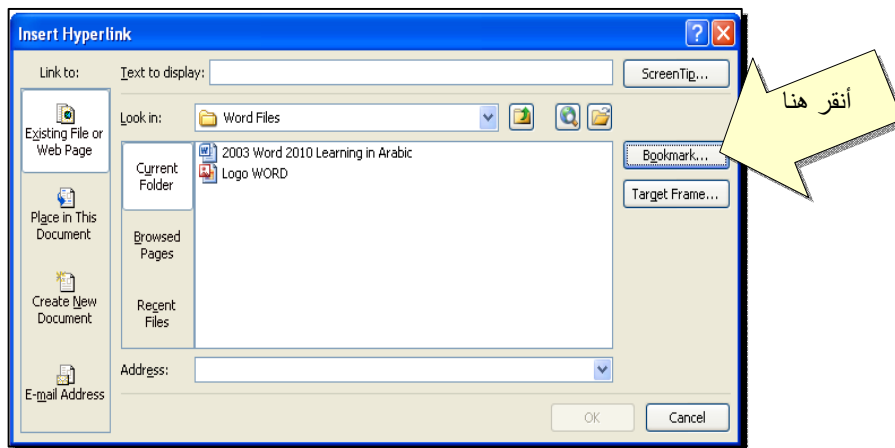 Insert Hyperlink
Link to:
Text to display:
ScreenTip...
أنقر هنا
Existing File or
Web Page
Look in:
Word Files
Current
Folder
2003 Word 2010 Learning in Arabic
Logo WORD
Bookmark...
Target Frame...
Place in This
Document
Browsed
Pages
Create New
Document
Recent
Files
Address:
E-mail Address
OK
Cancel